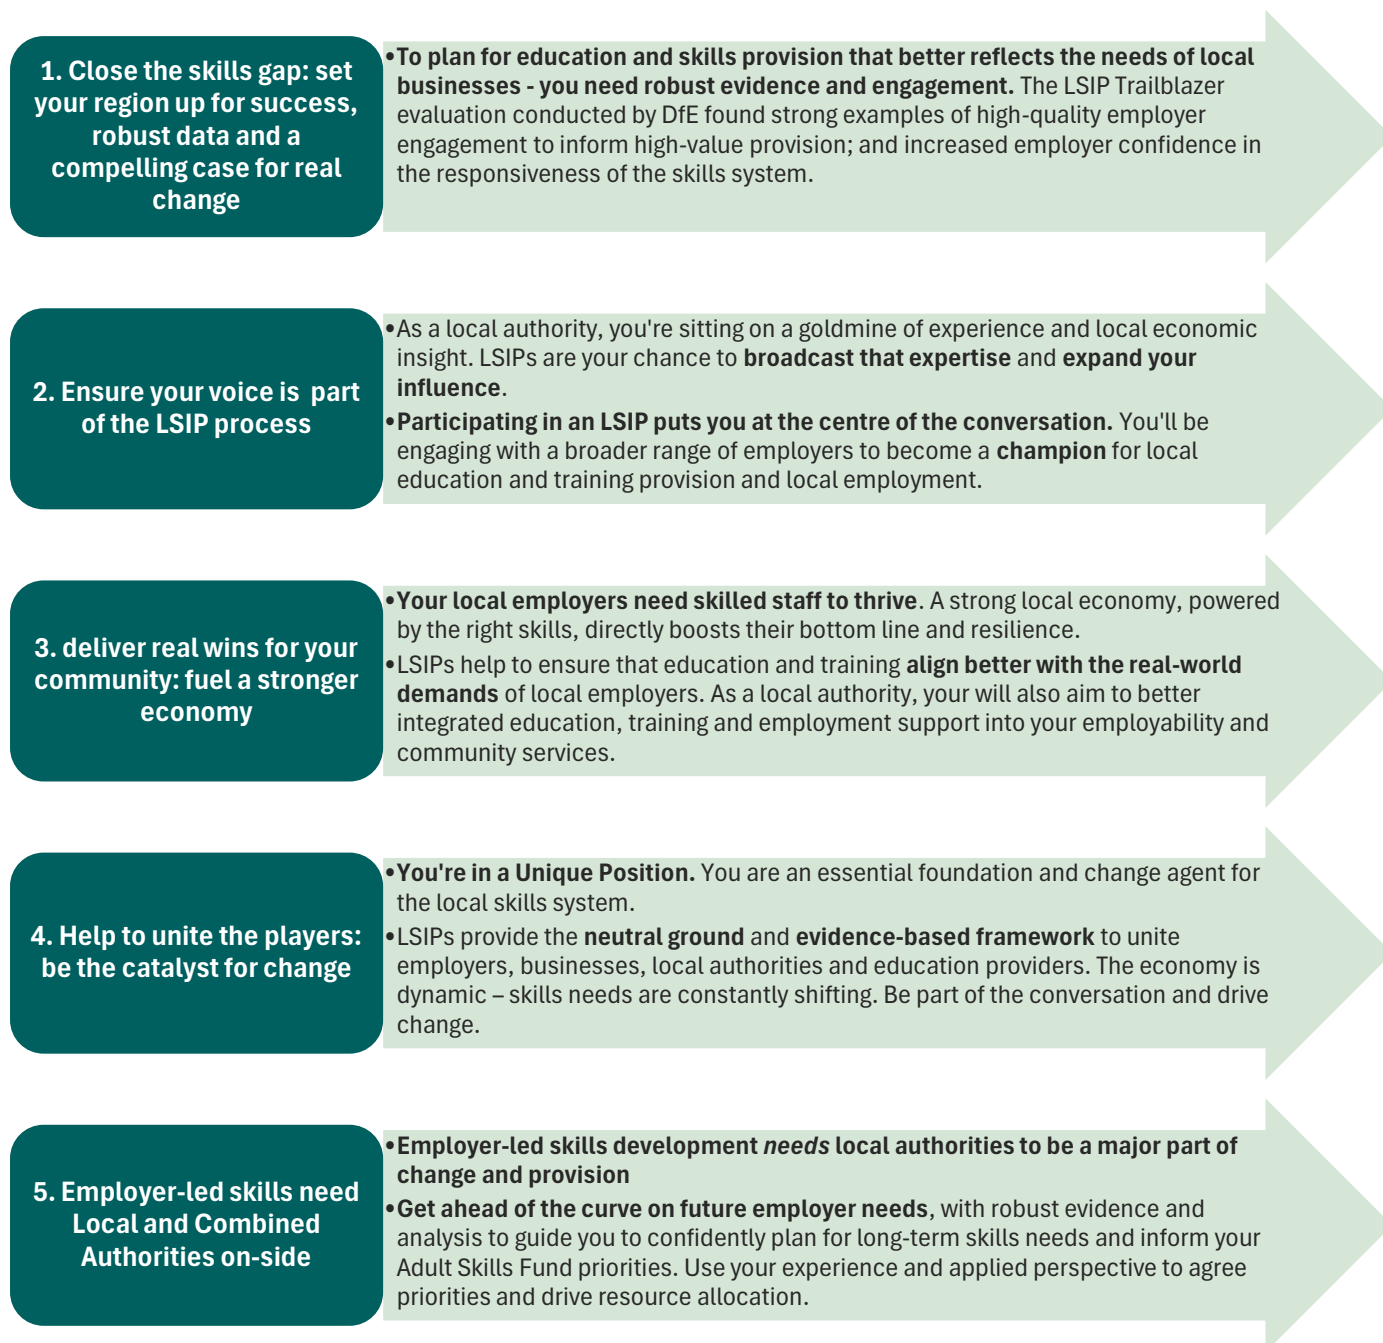 1. Close the skills gap: set
your region up for success,
robust data and a
compelling case for real
change
•To plan for education and skills provision that better reflects the needs of local
businesses - you need robust evidence and engagement. The LSIP Trailblazer
evaluation conducted by DfE found strong examples of high-quality employer
engagement to inform high-value provision; and increased employer confidence in
the responsiveness of the skills system.
2. Ensure your voice is  part
of the LSIP process
•As a local authority, you're sitting on a goldmine of experience and local economic
insight. LSIPs are your chance to broadcast that expertise and expand your
influence.
•Participating in an LSIP puts you at the centre of the conversation. You'll be
engaging with a broader range of employers to become a champion for local
education and training provision and local employment.
3. deliver real wins for your
community: fuel a stronger
economy
•Your local employers need skilled staff to thrive. A strong local economy, powered
by the right skills, directly boosts their bottom line and resilience.
•LSIPs help to ensure that education and training align better with the real-world
demands of local employers. As a local authority, your will also aim to better
integrated education, training and employment support into your employability and
community services.
4. Help to unite the players:
be the catalyst for change
•You're in a Unique Position. You are an essential foundation and change agent for
the local skills system.
•LSIPs provide the neutral ground and evidence-based framework to unite
employers, businesses, local authorities and education providers. The economy is
dynamic – skills needs are constantly shifting. Be part of the conversation and drive
change.
5. Employer-led skills need
Local and Combined
Authorities on-side
•Employer-led skills development needs local authorities to be a major part of
change and provision
•Get ahead of the curve on future employer needs, with robust evidence and
analysis to guide you to confidently plan for long-term skills needs and inform your
Adult Skills Fund priorities. Use your experience and applied perspective to agree
priorities and drive resource allocation.